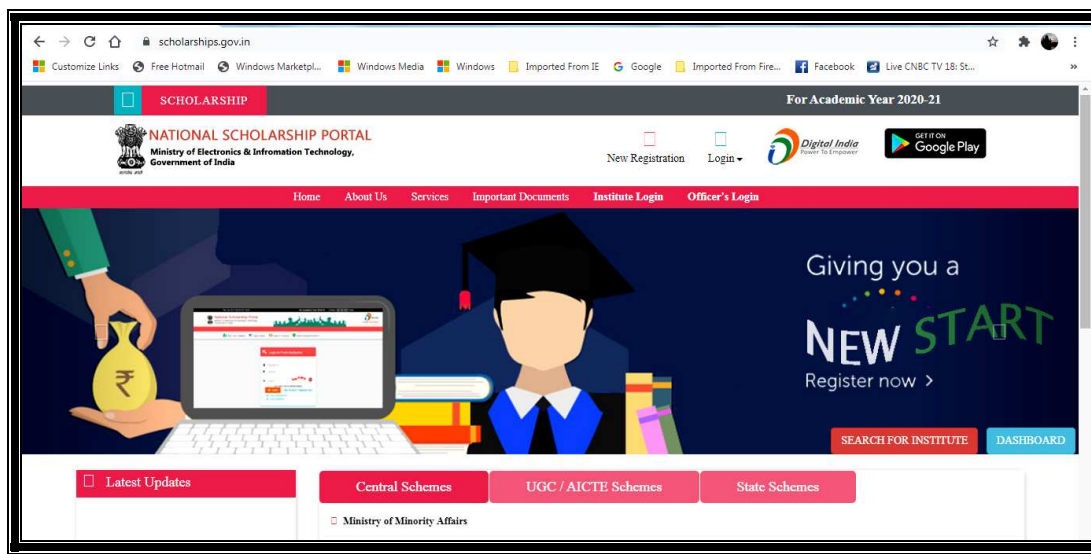 scholarships.gov.in
Customize Links Free Hotmail Windows Marketpl... Windows Media Windows Imported From IE Google Imported From Fire... Facebook Live CNBC TV 18: St... »
SCHOLARSHIP For Academic Year 2020-21
NATIONAL SCHOLARSHIP PORTAL
Ministry of Electronics & Infromation Technology,
Government of India
New Registration Login
Digital India
Power To Empower
GET IT ON
Google Play
Home About Us Services Important Documents Institute Login Officer's Login
Giving you a
NEW START
Register now >
₹
SEARCH FOR INSTITUTE DASHBOARD
Latest Updates
Central Schemes UGC / AICTE Schemes State Schemes
Ministry of Minority Affairs